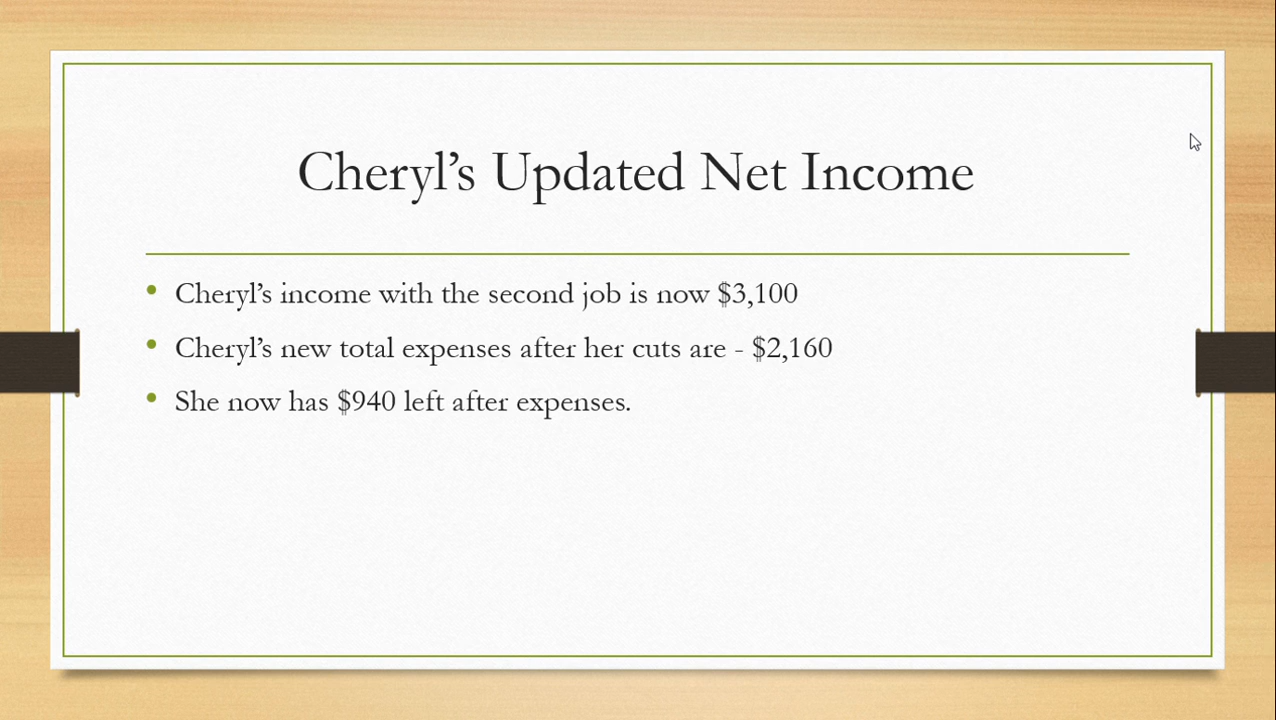 Cheryl’s Updated Net Income
• Cheryl’s income with the second job is now $3,100
• Cheryl’s new total expenses after her cuts are - $2,160
• She now has $940 left after expenses.